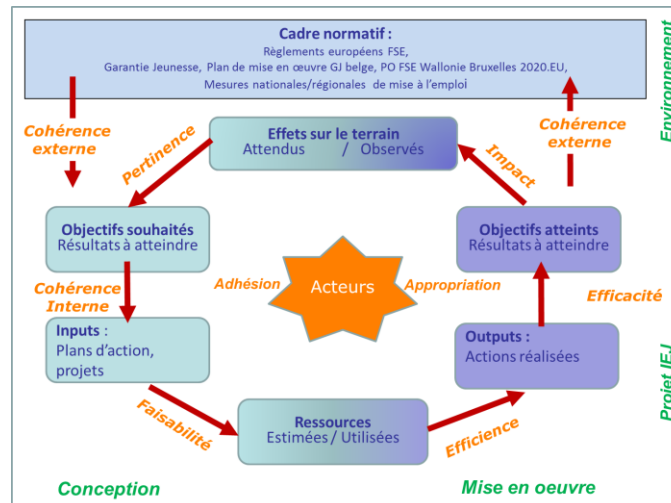 Cadre normatif :
Règlements européens FSE,
Garantie Jeunesse, Plan de mise en œuvre GJ belge, PO FSE Wallonie Bruxelles 2020.EU,
Mesures nationales/régionales de mise à l'emploi
Environnement
Cohérence
externe
Pertinence
Effets sur le terrain
Attendus / Observés
Impact
Cohérence
externe
Objectifs souhaités
Résultats à atteindre
Objectifs atteints
Résultats à atteindre
Cohérence
Interne
Adhésion
Acteurs
Appropriation
Efficacité
Inputs :
Plans d'action,
projets
Outputs :
Actions réalisées
Faisabilité
Ressources
Estimées / Utilisées
Efficience
Projet IEJ
Conception
Mise en oeuvre